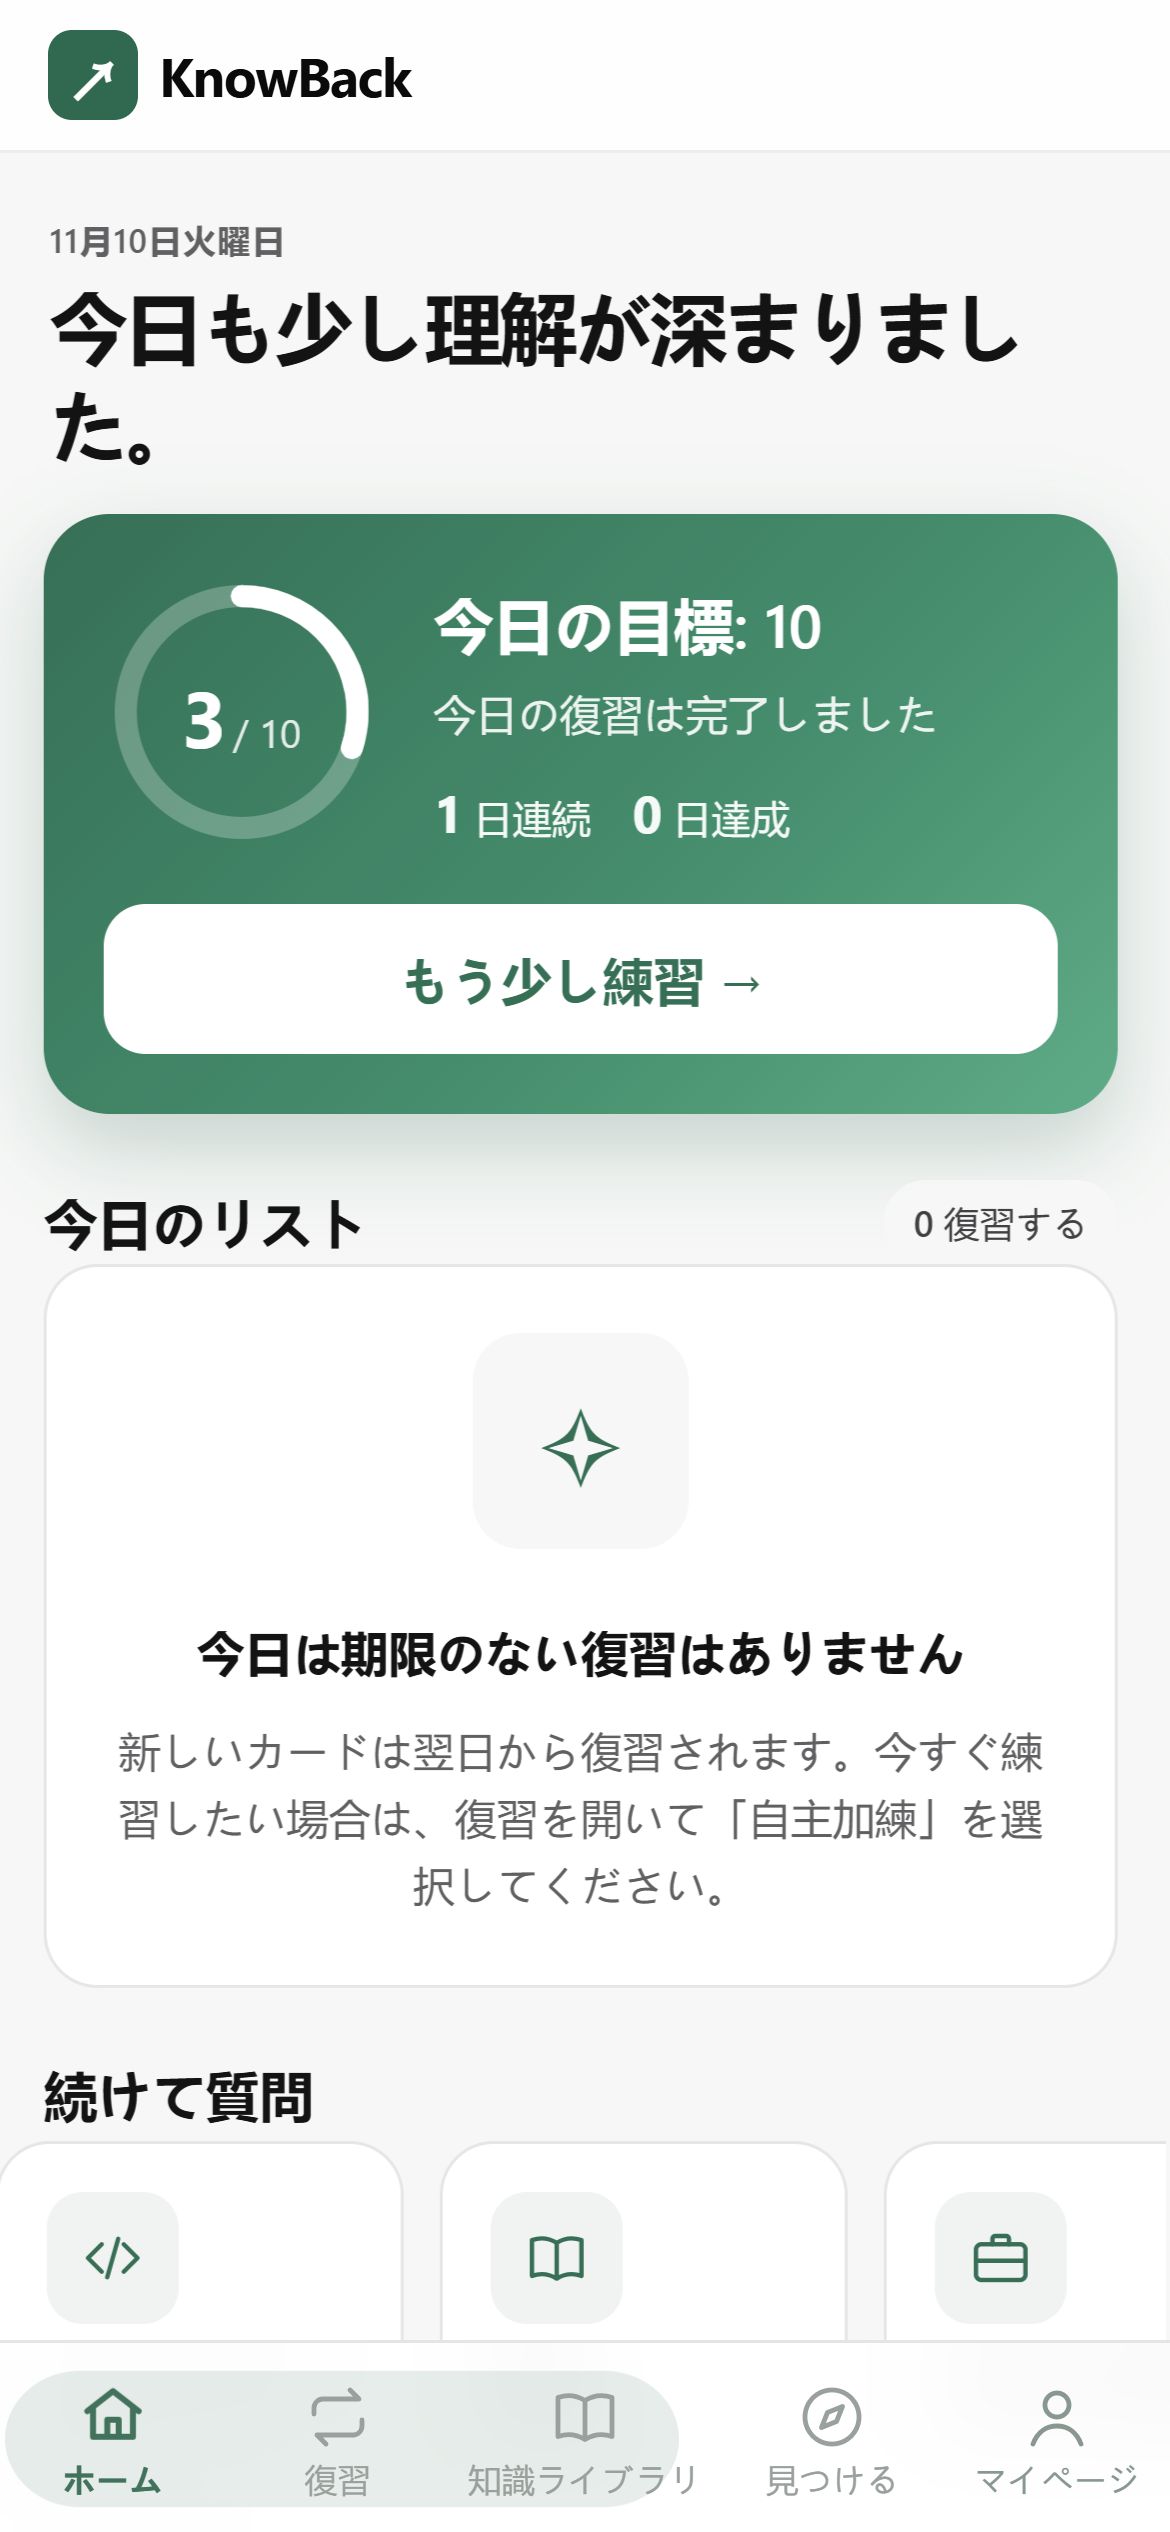 KnowBack
11月10日火曜日
今日も少し理解が深まりまし
た。
3 / 10
今日の目標: 10
今日の復習は完了しました
1 日連続 0 日達成
もう少し練習 →
今日のリスト
0 復習する
今日は期限のない復習はありません
新しいカードは翌日から復習されます。今すぐ練
習したい場合は、復習を開いて「自主加練」を選
択してください。
続けて質問
ホーム
復習
知識ライブラリ
見つける
マイページ